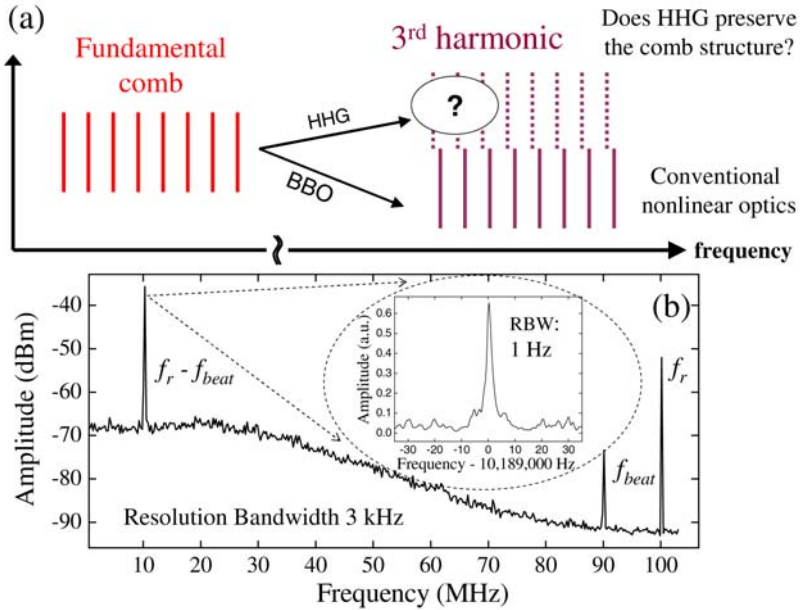 (a)
Fundamental
comb
3rd harmonic
Does HHG preserve
the comb structure?
HHG
?
BBO
Conventional
nonlinear optics
frequency
(b)
Amplitude (dBm)
-40
-50
-60
-70
-80
-90
fr - fbeat
Amplitude (a.u.)
0.6
0.5
0.4
0.3
0.2
0.1
0.0
RBW:
1 Hz
-30 -20 -10 0 10 20 30
Frequency - 10,189,000 Hz
fr
fbeat
Resolution Bandwidth 3 kHz
10 20 30 40 50 60 70 80 90 100
Frequency (MHz)